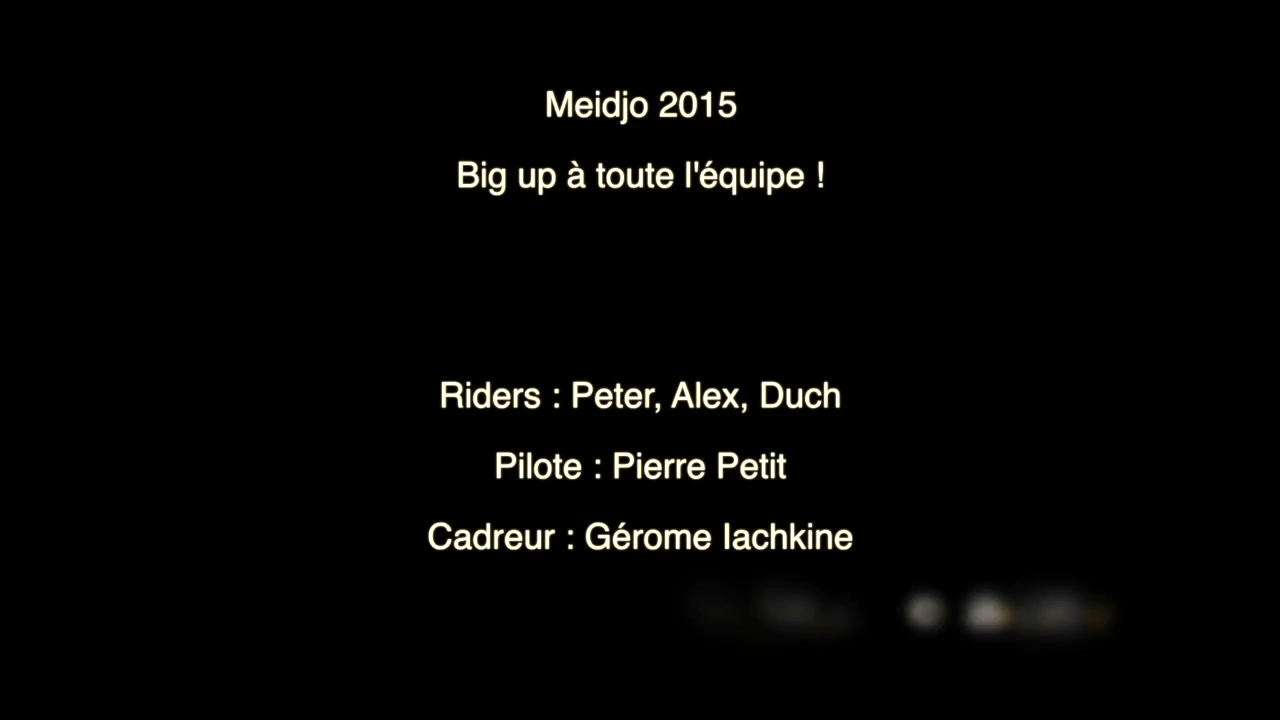 Meidjo 2015
Big up à toute l'équipe !
Riders : Peter, Alex, Duch
Pilote : Pierre Petit
Cadreur : Gérome Iachkine